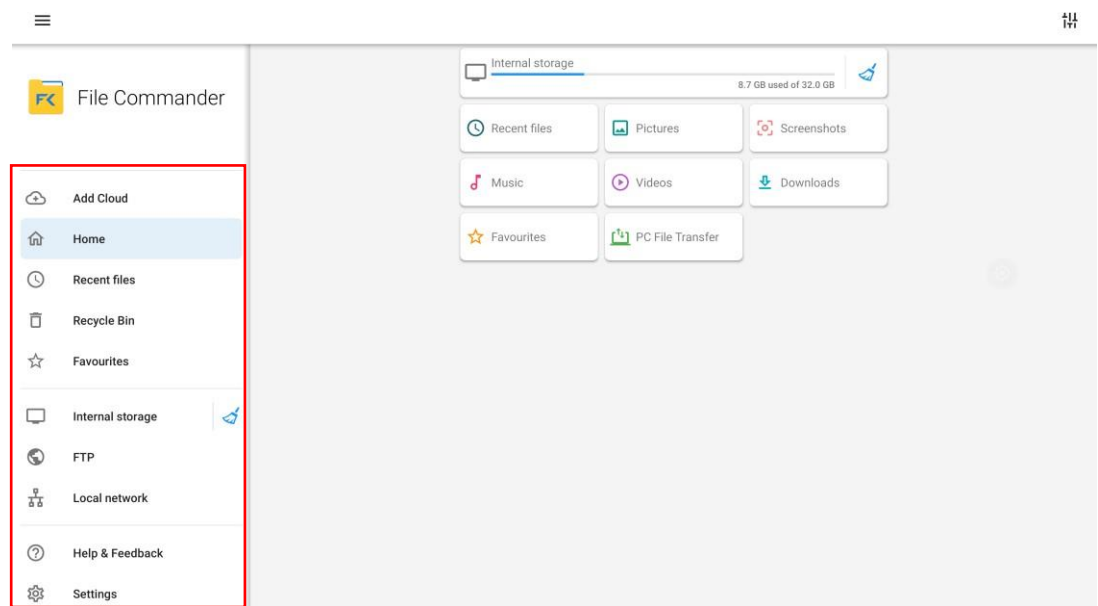 File Commander
Add Cloud
Home
Recent files
Recycle Bin
Favourites
Internal storage
FTP
Local network
Help & Feedback
Settings
Internal storage
8.7 GB used of 32.0 GB
Recent files
Pictures
Screenshots
Music
Videos
Downloads
Favourites
PC File Transfer